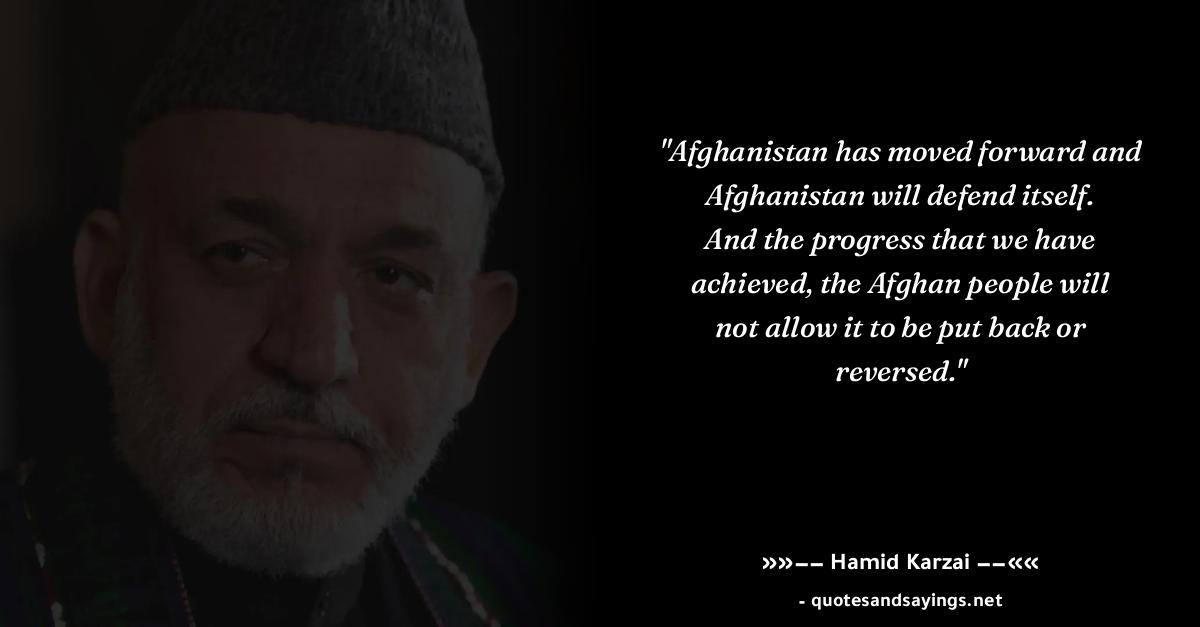 "Afghanistan has moved forward and
Afghanistan will defend itself.
And the progress that we have
achieved, the Afghan people will
not allow it to be put back or
reversed."
»»–– Hamid Karzai ––««
- quotesandsayings.net